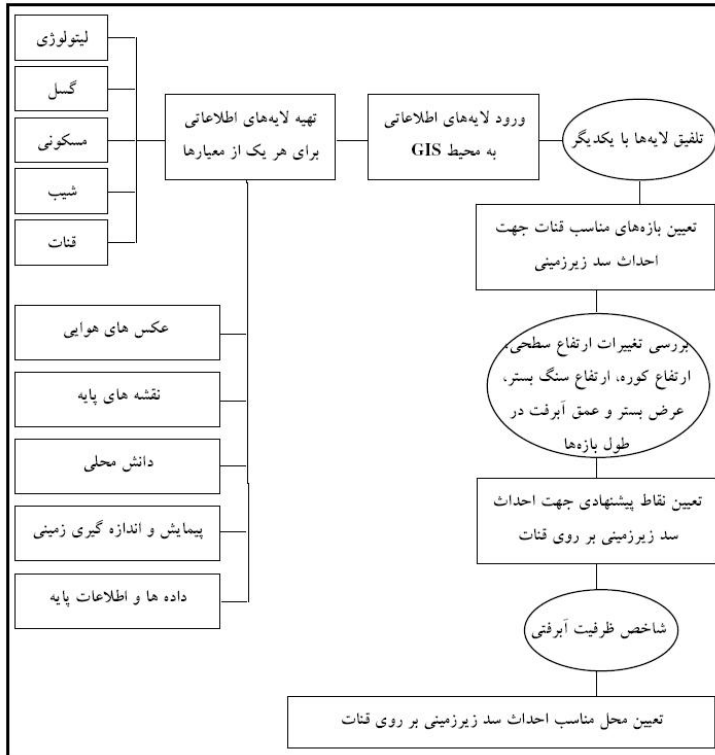 لیتولوژی
گسل
مسکونی
شیب
قنات
تهیه لایه‌های اطلاعاتی
برای هر یک از معیارها
ورود لایه‌های اطلاعاتی
به محیط GIS
تلفیق لایه‌ها با یکدیگر
تعیین بازه‌های مناسب قنات جهت
احداث سد زیرزمینی
بررسی تغییرات ارتفاع سطحی،
ارتفاع کوره، ارتفاع سنگ بستر،
عرض بستر و عمق آبرفت در
طول بازه‌ها
تعیین نقاط پیشنهادی جهت احداث
سد زیرزمینی بر روی قنات
شاخص ظرفیت آبرفتی
تعیین محل مناسب احداث سد زیرزمینی بر روی قنات
عکس های هوایی
نقشه های پایه
دانش محلی
پیمایش و اندازه گیری زمینی
داده ها و اطلاعات پایه